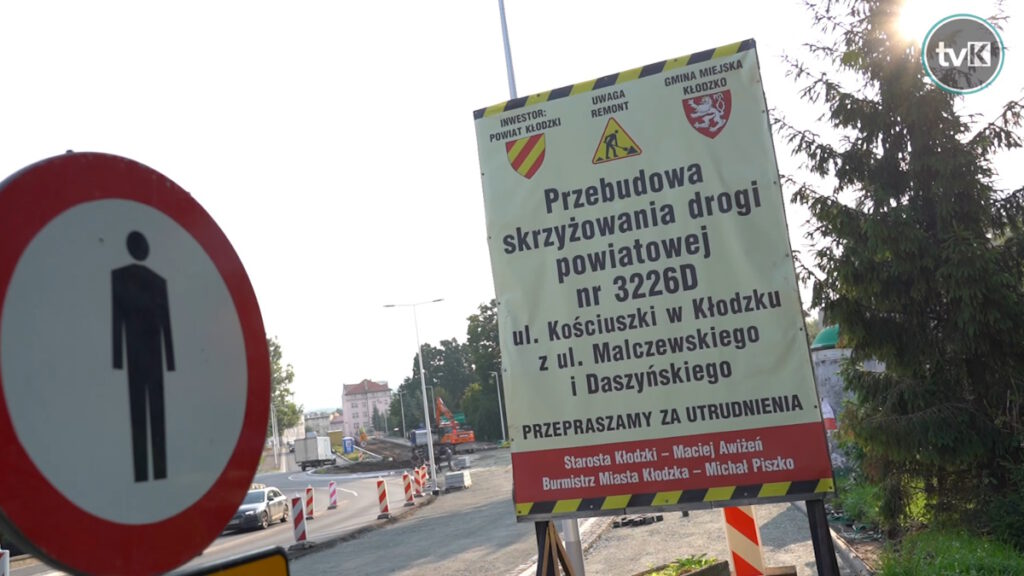 tvK
INWESTOR:
POWIAT KŁODZKI
UWAGA
REMONT
GMINA MIEJSKA
KŁODZKO
Przebudowa
skrzyżowania drogi
powiatowej
nr 3226D
ul. Kościuszki w Kłodzku
z ul. Malczewskiego
i Daszyńskiego
PRZEPRASZAMY ZA UTRUDNIENIA
Starosta Kłodzki – Maciej Awiżeń
Burmistrz Miasta Kłodzka – Michał Piszko